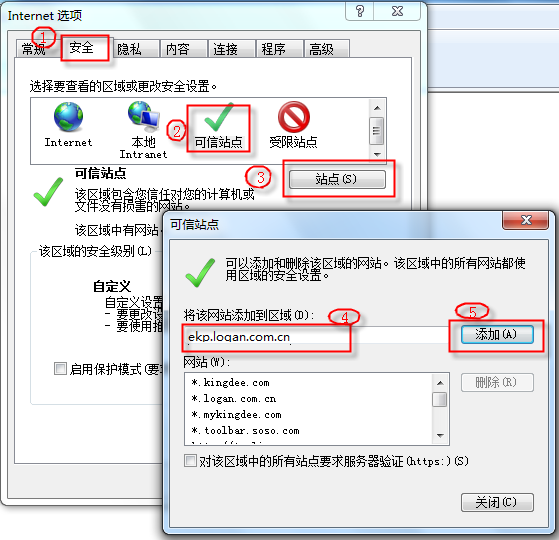 Internet 选项
①
常规 安全 隐私 内容 连接 程序 高级
选择要查看的区域或更改安全设置。
②
Internet 本地 Intranet 可信站点 受限站点
可信站点
③
站点(S)
该区域包含您信任对您的计算机或
文件没有损害的网站。
该区域中有网站
该区域的安全级别(L)
自定义
自定义设置
- 要更改设
- 要使用推
启用保护模式(要
可信站点
可以添加和删除该区域的网站。该区域中的所有网站都使
用区域的安全设置。
将该网站添加到区域(D):
④
⑤
ekp.logan.com.cn
添加(A)
网站(W):
*.kingdee.com
*.logan.com.cn
*.mykingdee.com
*.toolbar.soso.com
删除(R)
对该区域中的所有站点要求服务器验证(https:)(S)
关闭(C)